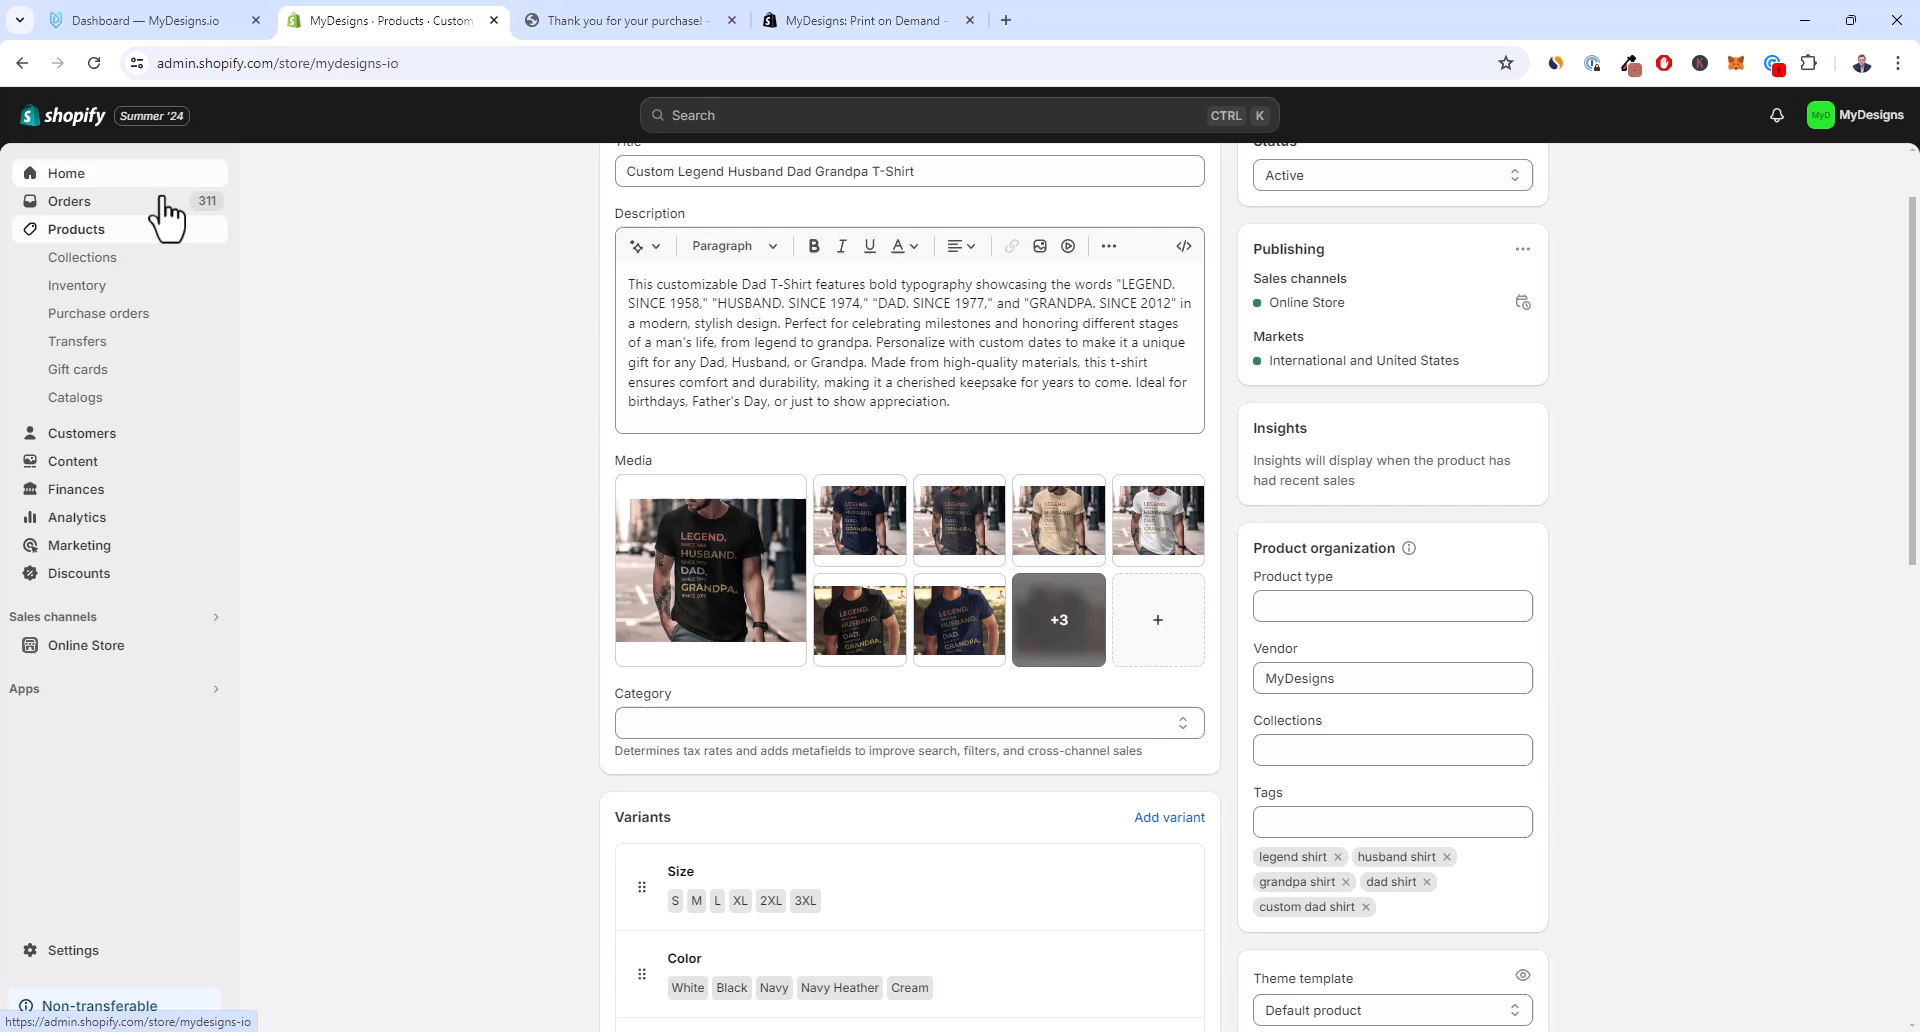 Dashboard — MyDesigns.io
MyDesigns · Products · Custom
Thank you for your purchase! -
MyDesigns: Print on Demand -
admin.shopify.com/store/mydesigns-io
shopify
Summer '24
Search
CTRL K
MyD
MyDesigns
Home
Orders
311
Products
Collections
Inventory
Purchase orders
Transfers
Gift cards
Catalogs
Customers
Content
Finances
Analytics
Marketing
Discounts
Sales channels
Online Store
Apps
Settings
Non-transferable
https://admin.shopify.com/store/mydesigns-io
Title
Custom Legend Husband Dad Grandpa T-Shirt
Description
Paragraph
B I U A
This customizable Dad T-Shirt features bold typography showcasing the words "LEGEND.
SINCE 1958," "HUSBAND. SINCE 1974," "DAD. SINCE 1977," and "GRANDPA. SINCE 2012" in
a modern, stylish design. Perfect for celebrating milestones and honoring different stages
of a man's life, from legend to grandpa. Personalize with custom dates to make it a unique
gift for any Dad, Husband, or Grandpa. Made from high-quality materials, this t-shirt
ensures comfort and durability, making it a cherished keepsake for years to come. Ideal for
birthdays, Father's Day, or just to show appreciation.
Media
LEGEND.
HUSBAND.
DAD.
GRANDPA.
+3
Category
Determines tax rates and adds metafields to improve search, filters, and cross-channel sales
Variants
Add variant
Size
S M L XL 2XL 3XL
Color
White Black Navy Navy Heather Cream
Status
Active
Publishing
Sales channels
Online Store
Markets
International and United States
Insights
Insights will display when the product has
had recent sales
Product organization
Product type
Vendor
MyDesigns
Collections
Tags
legend shirt
husband shirt
grandpa shirt
dad shirt
custom dad shirt
Theme template
Default product